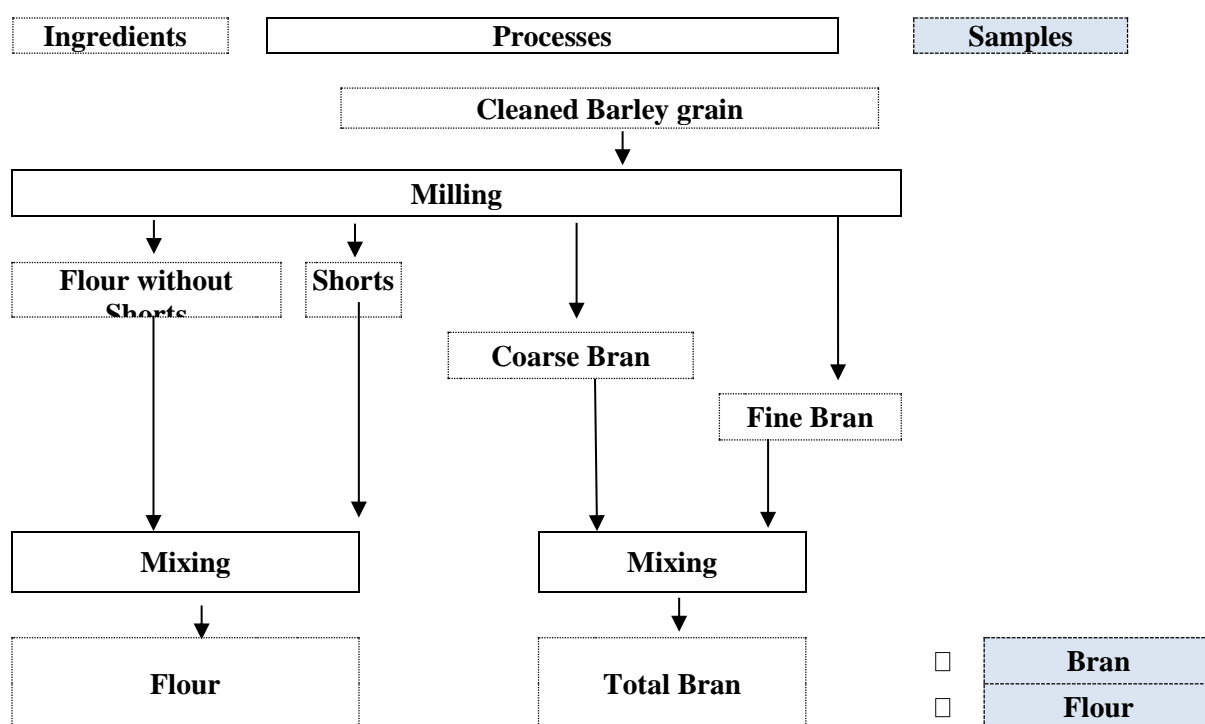 Ingredients
Processes
Samples
Cleaned Barley grain
Milling
Flour without
Shorts
Shorts
Coarse Bran
Fine Bran
Mixing
Mixing
Flour
Total Bran
Bran
Flour